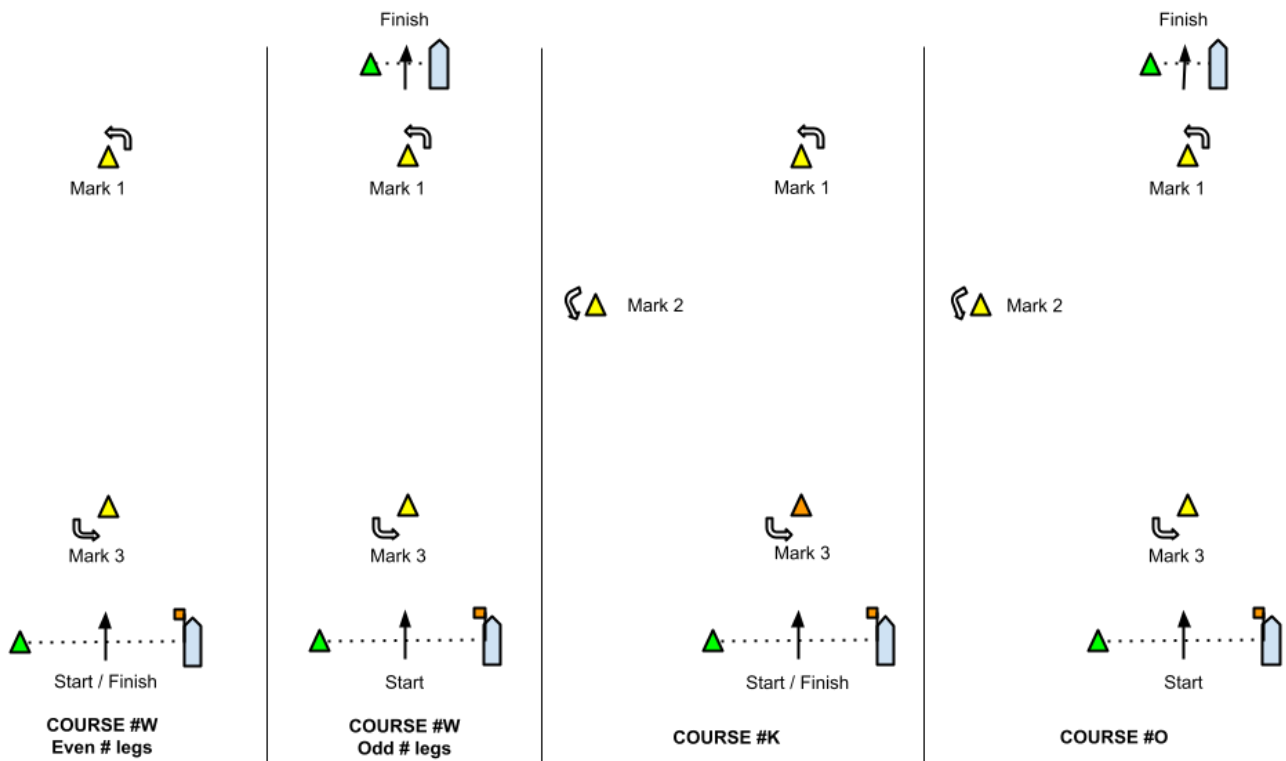 Finish
Finish
Mark 1
Mark 1
Mark 1
Mark 1
Mark 2
Mark 2
Mark 3
Mark 3
Mark 3
Mark 3
Start / Finish
Start
Start / Finish
Start
COURSE #W
Even # legs
COURSE #W
Odd # legs
COURSE #K
COURSE #O